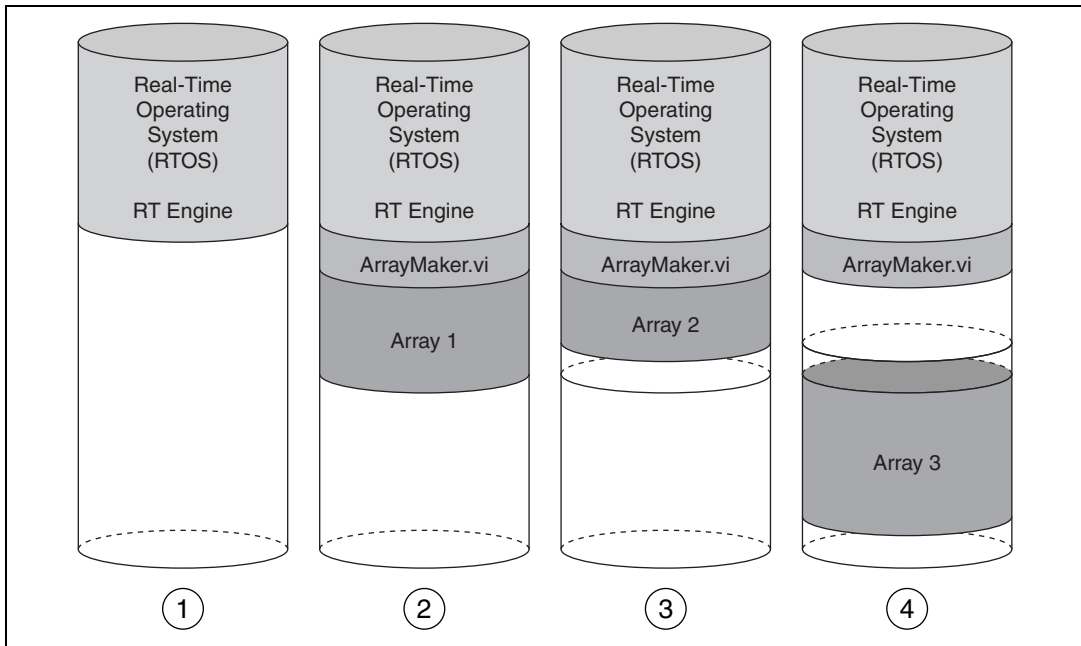 Real-Time
Operating
System
(RTOS)
RT Engine
Real-Time
Operating
System
(RTOS)
RT Engine
ArrayMaker.vi
Array 1
Real-Time
Operating
System
(RTOS)
RT Engine
ArrayMaker.vi
Array 2
Real-Time
Operating
System
(RTOS)
RT Engine
ArrayMaker.vi
Array 3
1
2
3
4